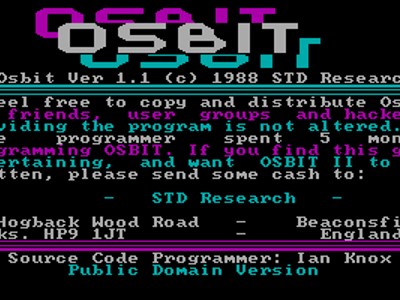 OSBIT
Osbit Ver 1.1 (c) 1988 STD Researc
eel free to copy and distribute Os
friends, user groups and hacke
viding the program is not altered.
e programmer spent 5 mon
gramming OSBIT. If you find this g
ertaining, and want OSBIT II to
tten, please send some cash to:
- STD Research -
Hogback Wood Road - Beaconsfi
ks. HP9 1JT - England
Source Code Programmer: Ian Knox
Public Domain Version